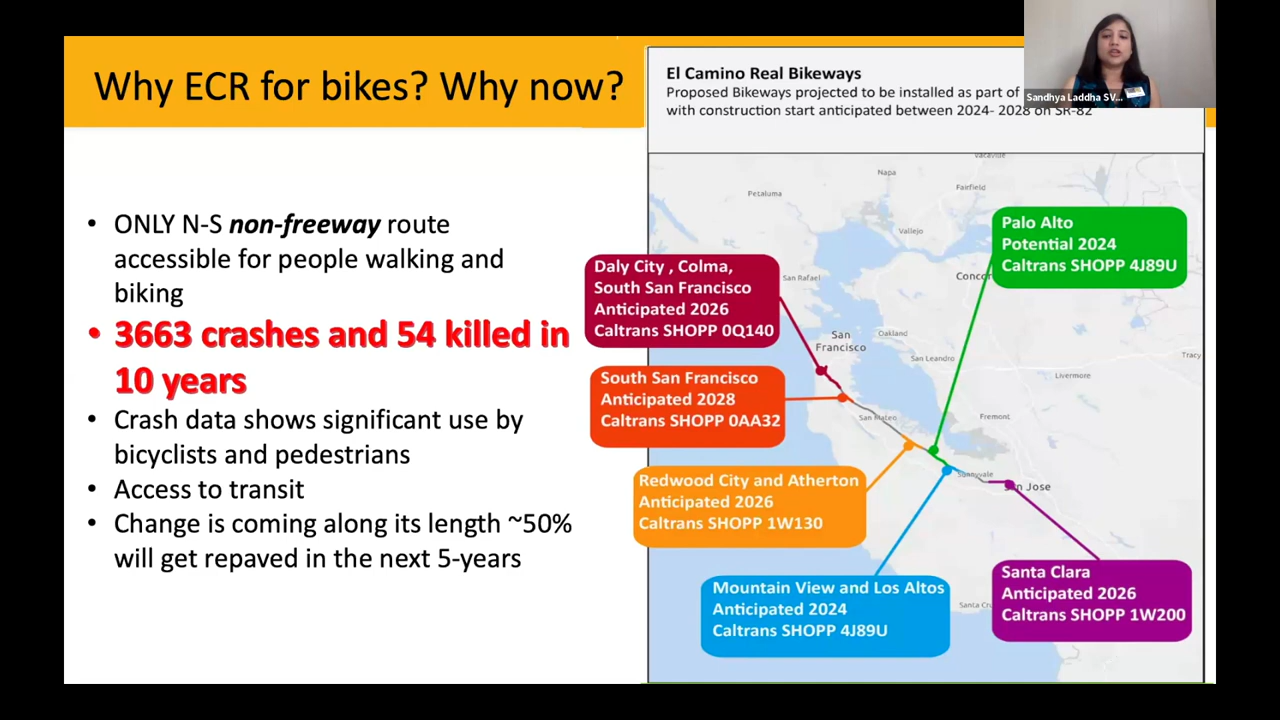 Why ECR for bikes? Why now?
• ONLY N-S non-freeway route
accessible for people walking and
biking
• 3663 crashes and 54 killed in
10 years
• Crash data shows significant use by
bicyclists and pedestrians
• Access to transit
• Change is coming along its length ~50%
will get repaved in the next 5-years
El Camino Real Bikeways
Proposed Bikeways projected to be installed as part of
with construction start anticipated between 2024- 2028 on SR-82
Sandhya Laddha SV...
Vacaville
Napa
Petaluma
Fairfield
Vallejo
San Rafael
Concor
San
Francisco
Oakland
San Leandro
Tracy
Livermore
San Mateo
Fremont
Sunnyvale
San Jose
Santa Cru
Palo Alto
Potential 2024
Caltrans SHOPP 4J89U
Daly City , Colma,
South San Francisco
Anticipated 2026
Caltrans SHOPP 0Q140
South San Francisco
Anticipated 2028
Caltrans SHOPP 0AA32
Redwood City and Atherton
Anticipated 2026
Caltrans SHOPP 1W130
Mountain View and Los Altos
Anticipated 2024
Caltrans SHOPP 4J89U
Santa Clara
Anticipated 2026
Caltrans SHOPP 1W200